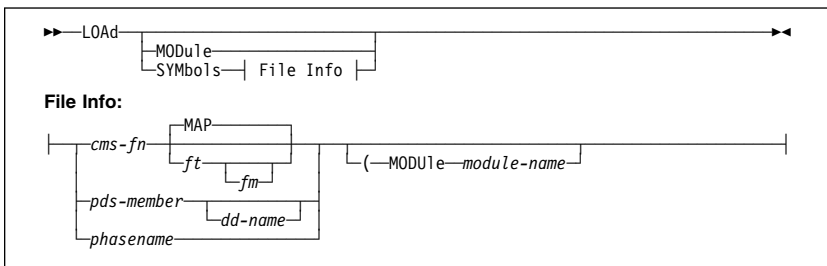 LOAd
MODule
SYMbols File Info
File Info:
MAP
cms-fn ( MODUle module-name
ft
fm
pds-member
dd-name
phasename